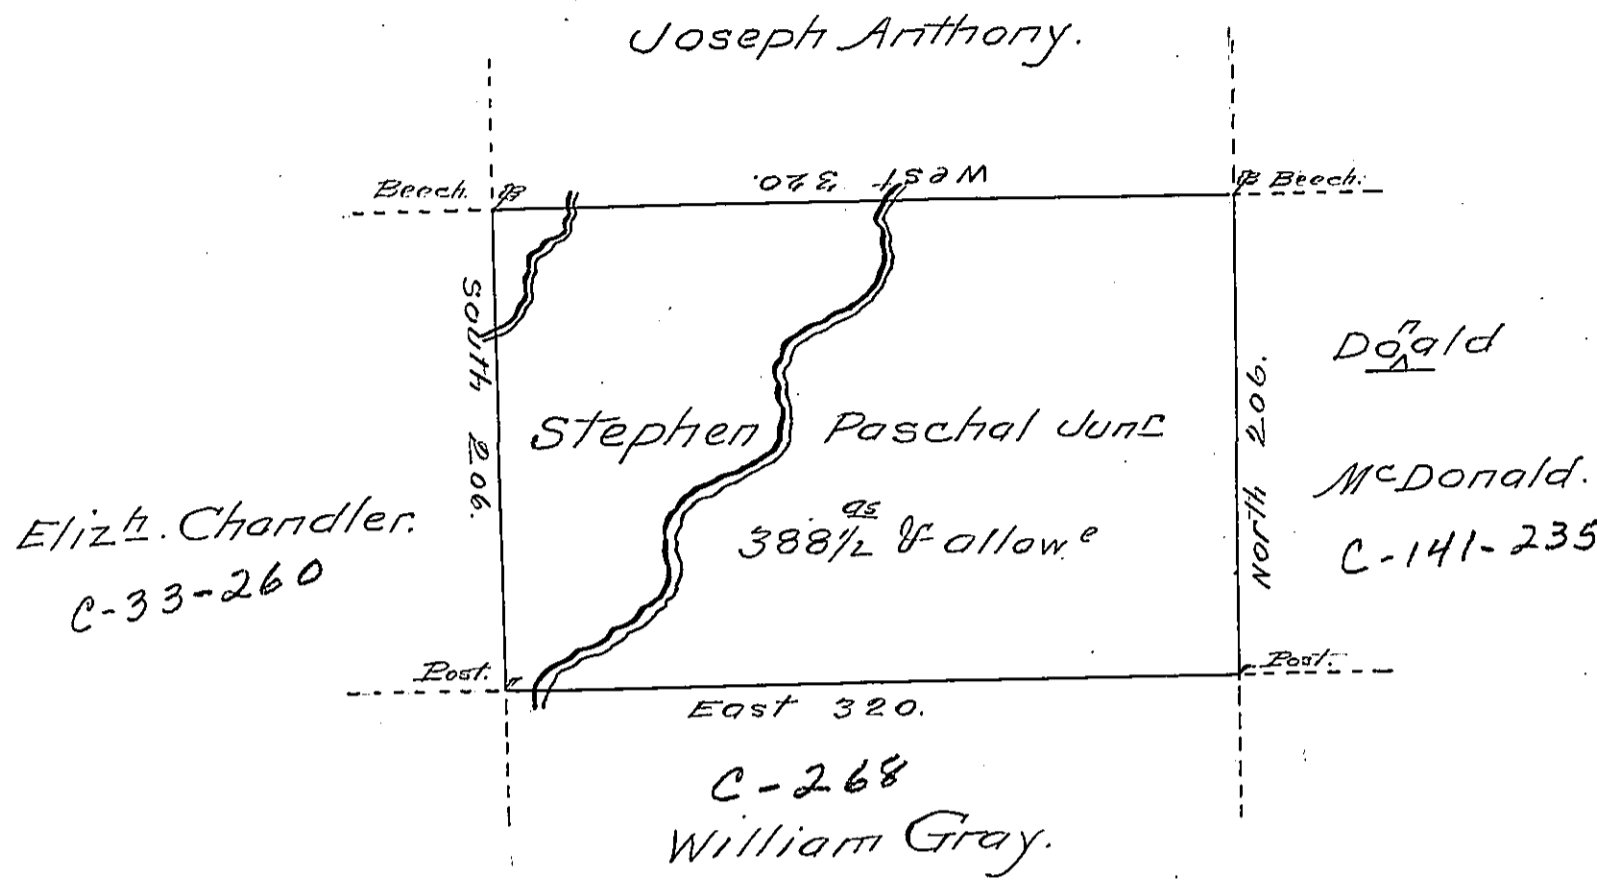 Joseph Anthony.
West 320.
Beech.
Beech.
South 206.
North 206.
Donald
McDonald.
C-141-235
Stephen Paschal Junr
388½ as & allowe
Elizh. Chandler.
C-33-260
Post.
Post.
East 320.
C-268
William Gray.